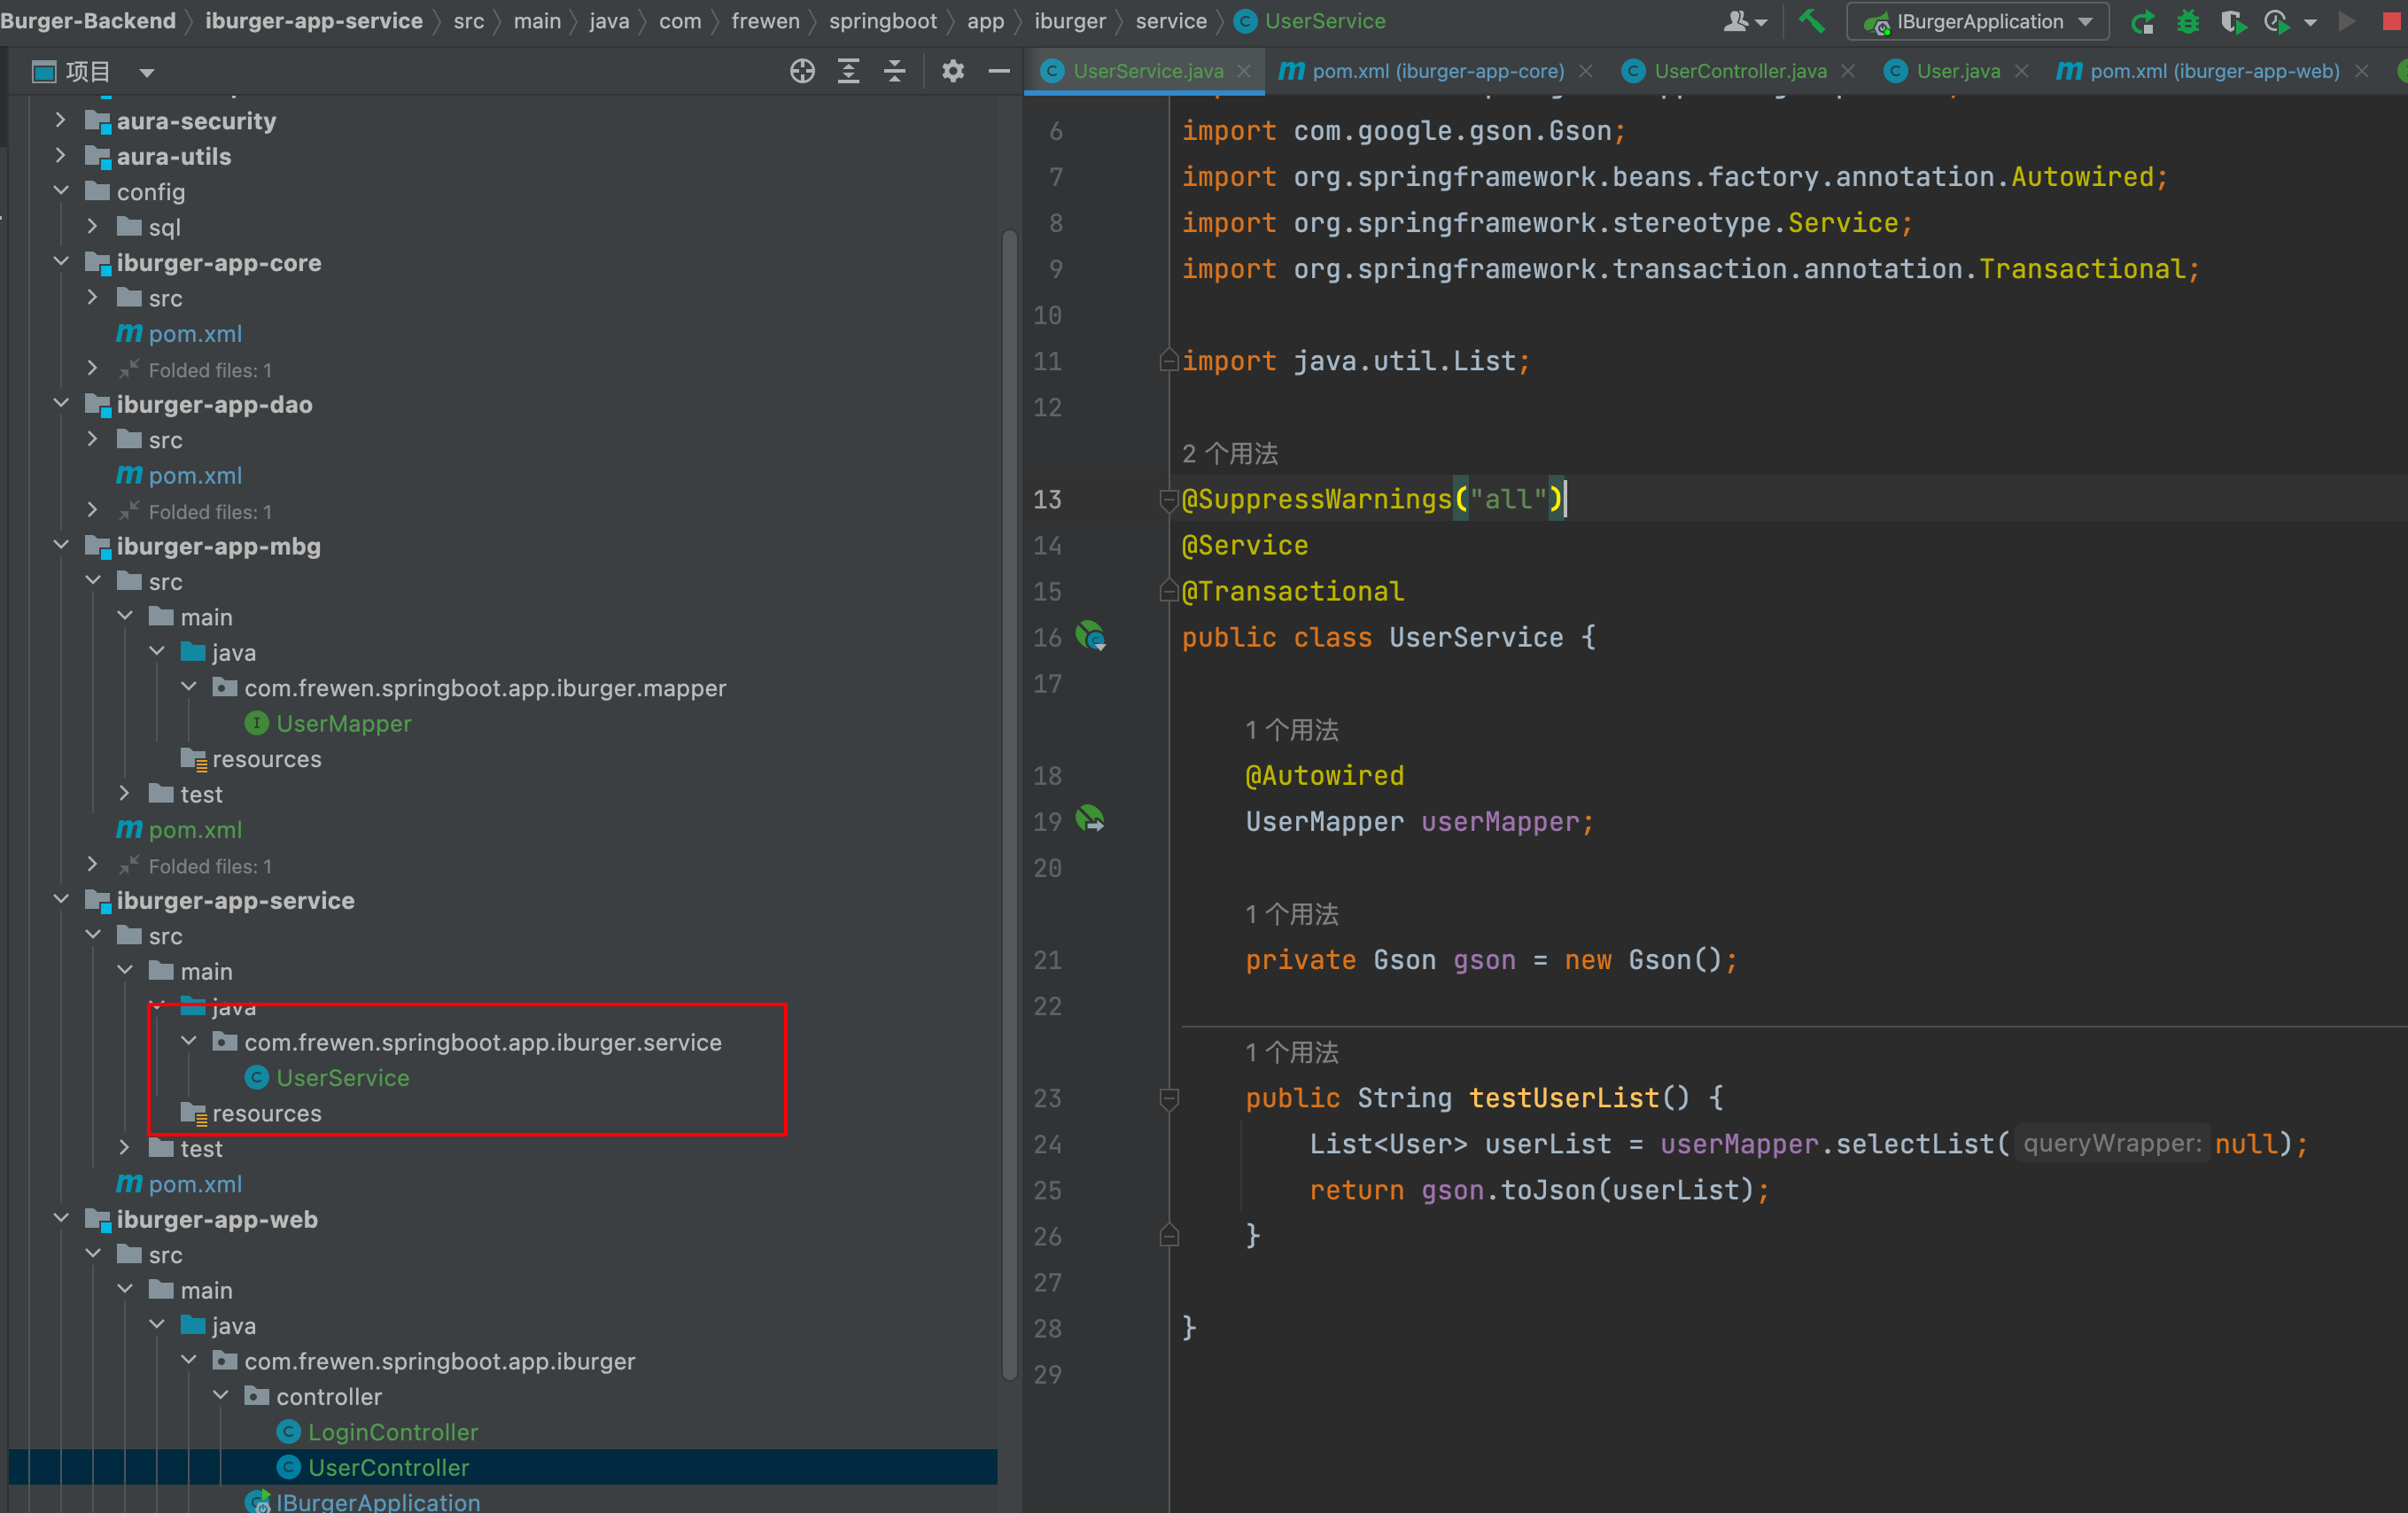 Burger-Backend iburger-app-service src main java com frewen springboot app iburger service UserService
IBurgerApplication
项目
aura-security
aura-utils
config
sql
iburger-app-core
src
pom.xml
Folded files: 1
iburger-app-dao
src
pom.xml
Folded files: 1
iburger-app-mbg
src
main
java
com.frewen.springboot.app.iburger.mapper
UserMapper
resources
test
pom.xml
Folded files: 1
iburger-app-service
src
main
java
com.frewen.springboot.app.iburger.service
UserService
resources
test
pom.xml
iburger-app-web
src
main
java
com.frewen.springboot.app.iburger
controller
LoginController
UserController
IBurgerApplication
UserService.java pom.xml (iburger-app-core) UserController.java User.java pom.xml (iburger-app-web)
6 import com.google.gson.Gson;
7 import org.springframework.beans.factory.annotation.Autowired;
8 import org.springframework.stereotype.Service;
9 import org.springframework.transaction.annotation.Transactional;
10
11 import java.util.List;
12
2 个用法
13 @SuppressWarnings("all")
14 @Service
15 @Transactional
16 public class UserService {
17
1 个用法
18 @Autowired
19 UserMapper userMapper;
20
1 个用法
21 private Gson gson = new Gson();
22
1 个用法
23 public String testUserList() {
24 List<User> userList = userMapper.selectList( queryWrapper: null);
25 return gson.toJson(userList);
26 }
27
28 }
29